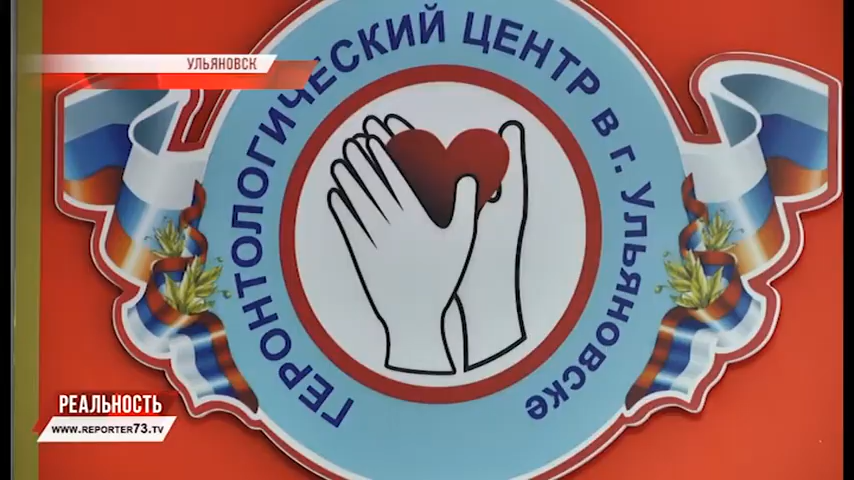 УЛЬЯНОВСК
ГЕРОНТОЛОГИЧЕСКИЙ ЦЕНТР В Г. УЛЬЯНОВСКЕ
РЕАЛЬНОСТЬ
WWW.REPORTER73.TV